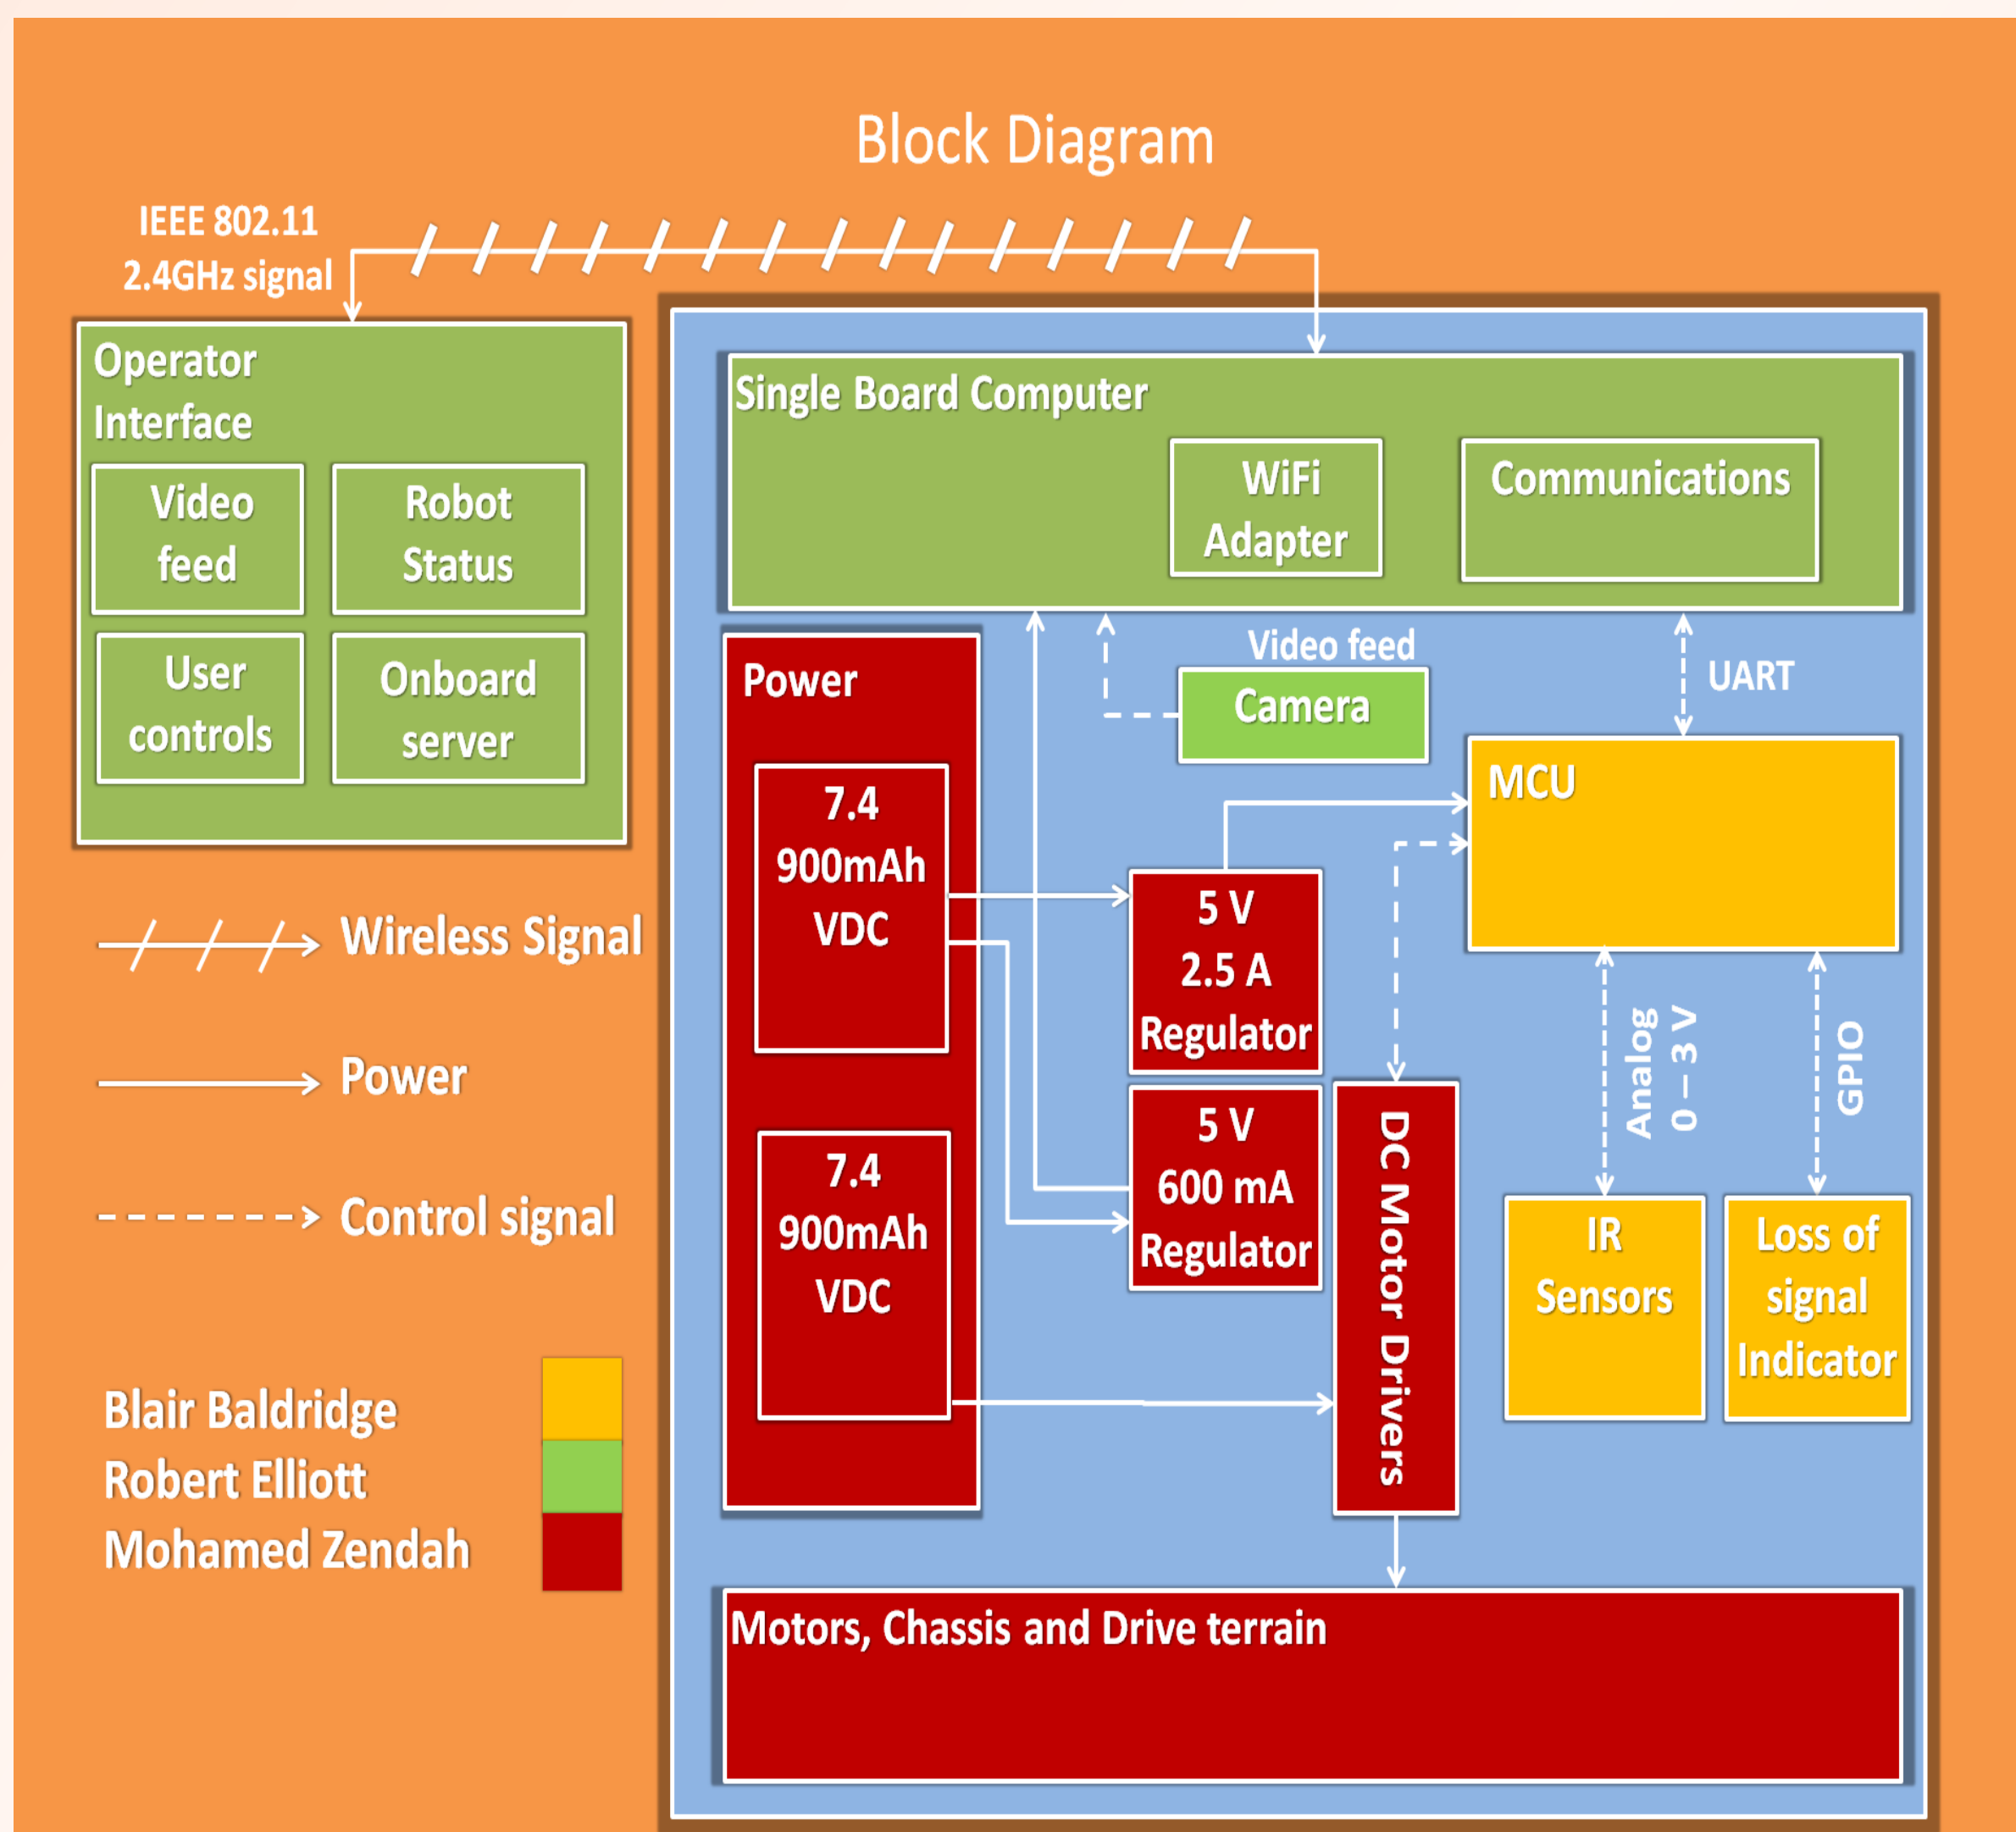 Block Diagram
IEEE 802.11
2.4GHz signal
Operator
Interface
Video
feed
Robot
Status
User
controls
Onboard
server
Wireless Signal
Power
Control signal
Blair Baldridge
Robert Elliott
Mohamed Zendah
Single Board Computer
WiFi
Adapter
Communications
Power
7.4
900mAh
VDC
7.4
900mAh
VDC
Video feed
Camera
UART
MCU
5 V
2.5 A
Regulator
5 V
600 mA
Regulator
DC Motor Drivers
Analog
0 – 3 V
GPIO
IR
Sensors
Loss of
signal
Indicator
Motors, Chassis and Drive terrain